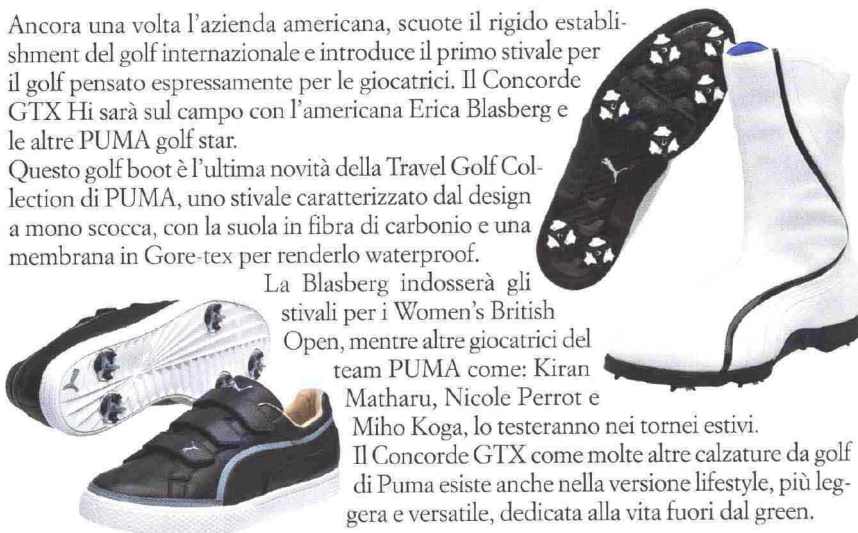 Ancora una volta l'azienda americana, scuote il rigido establi-
shment del golf internazionale e introduce il primo stivale per
il golf pensato espressamente per le giocatrici. Il Concorde
GTX Hi sarà sul campo con l'americana Erica Blasberg e
le altre PUMA golf star.
Questo golf boot è l'ultima novità della Travel Golf Col-
lection di PUMA, uno stivale caratterizzato dal design
a mono scocca, con la suola in fibra di carbonio e una
membrana in Gore-tex per renderlo waterproof.
La Blasberg indosserà gli
stivali per i Women's British
Open, mentre altre giocatrici del
team PUMA come: Kiran
Matharu, Nicole Perrot e
Miho Koga, lo testeranno nei tornei estivi.
Il Concorde GTX come molte altre calzature da golf
di Puma esiste anche nella versione lifestyle, più leg-
gera e versatile, dedicata alla vita fuori dal green.